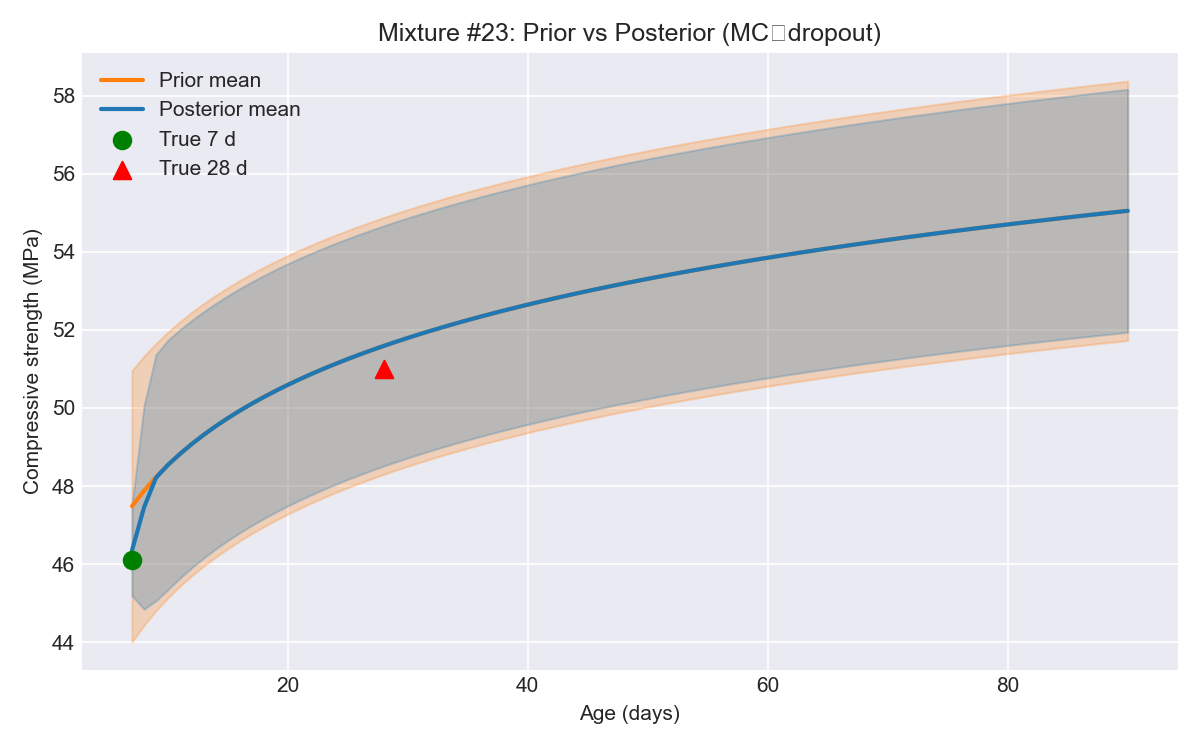 Mixture #23: Prior vs Posterior (MC□dropout)
Prior mean
Posterior mean
True 7 d
True 28 d
Compressive strength (MPa)
58
56
54
52
50
48
46
44
20
40
60
80
Age (days)